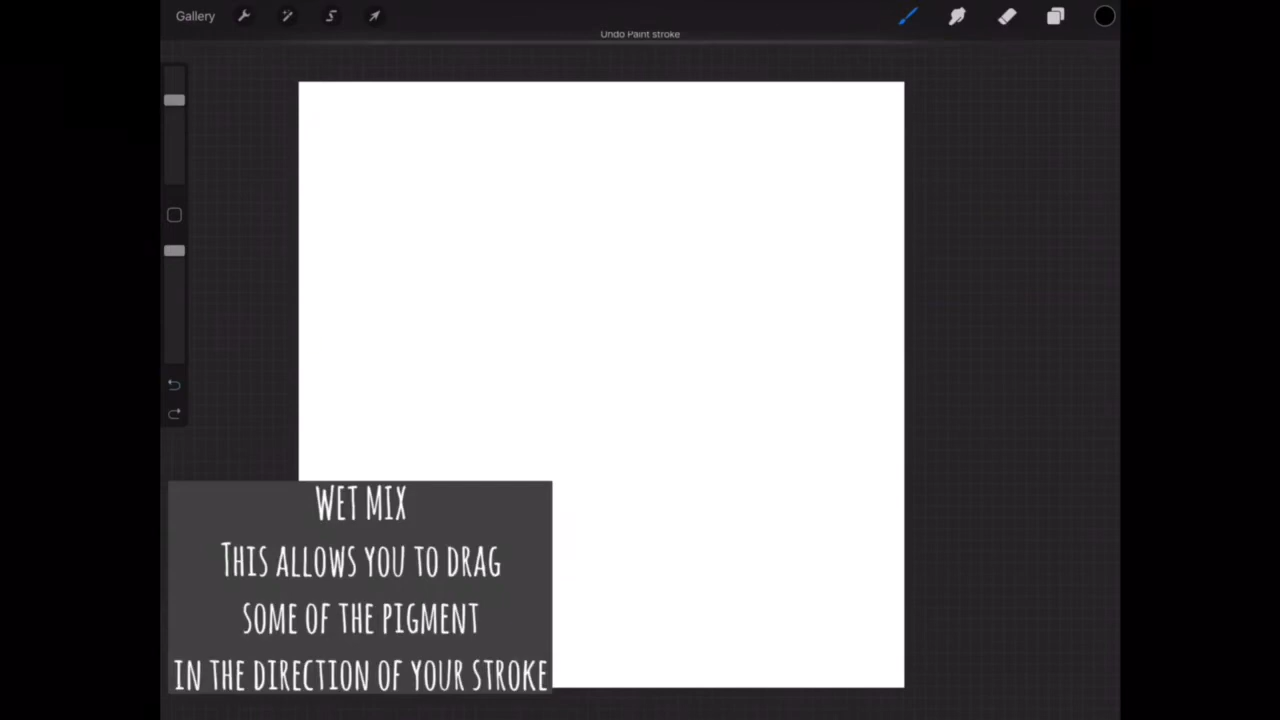 Gallery
Undo Paint stroke
WET MIX
THIS ALLOWS YOU TO DRAG
SOME OF THE PIGMENT
IN THE DIRECTION OF YOUR STROKE